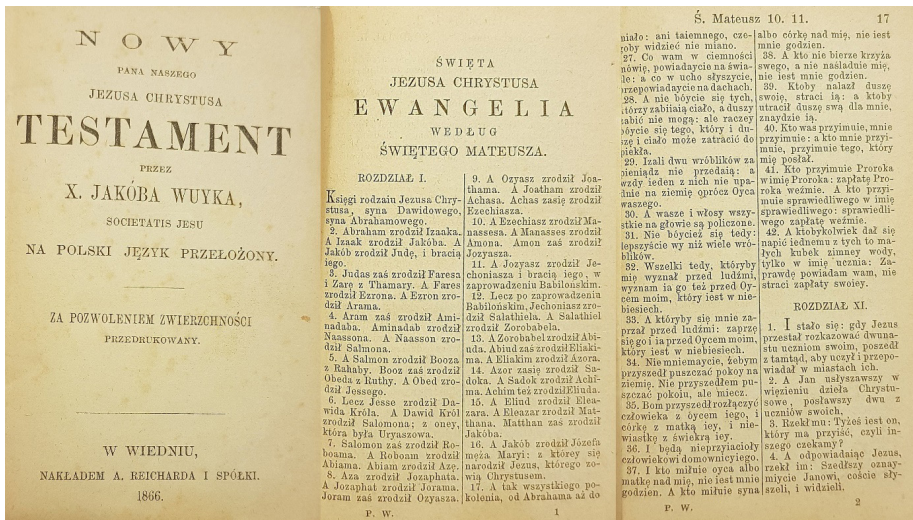 NOWY
PANA NASZEGO
JEZUSA CHRYSTUSA
TESTAMENT
PRZEZ
X. JAKÓBA WUYKA,
SOCIETATIS JESU
NA POLSKI JĘZYK PRZEŁOŻONY.
ZA POZWOLENIEM ZWIERZCHNOŚCI
PRZEDRUKOWANY.
W WIEDNIU,
NAKŁADEM A. REICHARDA I SPÓŁKI.
1866.
ŚWIĘTA
JEZUSA CHRYSTUSA
EWANGELIA
WEDŁUG
ŚWIĘTEGO MATEUSZA.
ROZDZIAŁ I.
Księgi rodzaiu Jezusa Chry-
stusa, syna Dawidowego,
syna Abrahamowego.
2. Abraham zrodził Izaaka.
A Izaak zrodził Jakóba. A
Jakób zrodził Judę, i bracią
iego.
3. Judas zaś zrodził Faresa
i Zarę z Thamary. A Fares
zrodził Ezrona. A Ezron zro-
dził Arama.
4. Aram zaś zrodził Ami-
nadaba. Aminadab zrodził
Naassona. A Naasson zro-
dził Salmona.
5. A Salmon zrodził Booza
z Rahaby. Booz zaś zrodził
Obeda z Ruthy. A Obed zro-
dził Jessego.
6. Lecz Jesse zrodził Da-
wida Króla. A Dawid Król
zrodził Salomona; z oney,
która była Uryaszowa.
7. Salomon zaś zrodził Ro-
boama. A Roboam zrodził
Abiama. Abiam zrodził Azę.
8. Aza zrodził Jozaphata.
A Jozaphat zrodził Jorama.
Joram zaś zrodził Ozyasza.
9. A Ozyasz zrodził Joa-
thama. A Joatham zrodził
Achasa. Achas zasię zrodził
Ezechiasza.
10. A Ezechiasz zrodził Ma-
nassesa. A Manasses zrodził
Amona. Amon zaś zrodził
Jozyasza.
11. A Jozyasz zrodził Je-
choniasza i bracią iego, w
zaprowadzeniu Babilońskim.
12. Lecz po zaprowadzeniu
Babilońskim, Jechoniasz zro-
dził Salathiela. A Salathiel
zrodził Zorobabela.
13. A Zorobabel zrodził Abi-
uda. Abiud zaś zrodził Eliaki-
ma. A Eliakim zrodził Azora.
14. Azor zasię zrodził Sa-
doka. A Sadok zrodził Achi-
ma. Achim też zrodził Eliuda.
15. A Eliud zrodził Elea-
zara. A Eleazar zrodził Mat-
thana. Matthan zaś zrodził
Jakóba.
16. A Jakób zrodził Józefa
męża Maryi: z którey się
narodził Jezus, którego zo-
wią Chrystusem.
17. A tak wszystkiego po-
kolenia, od Abrahama aż do
P. W. 1
Ś. Mateusz 10. 11. 17
miało: ani taiemnego, cze-
goby widzieć nie miano.
27. Co wam w ciemności
mówię, powiadaycie na świa-
tle: a co w ucho słyszycie,
przepowiadaycie na dachach.
28. A nie bóycie się tych,
którzy zabiiaią ciało, a duszy
zabić nie mogą: ale raczey
bóycie się tego, który i du-
szę i ciało może zatracić do
piekła.
29. Izali dwu wróblików za
pieniądz nie przedaią: a
wzdy ieden z nich nie upa-
dnie na ziemię oprócz Oyca
waszego.
30. A wasze i włosy wszy-
stkie na głowie są policzone.
31. Nie bóycież się tedy:
lepszyście wy niż wiele wró-
blików.
32. Wszelki tedy, któryby
mię wyznał przed ludźmi,
wyznam ia go też przed Oy-
cem moim, który iest w nie-
biesiech.
33. A któryby się mnie za-
przał przed ludźmi: zaprzę
się go i ia przed Oycem moim,
który iest w niebiesiech.
34. Nie mniemaycie, żebym
przyszedł puszczać pokoy na
ziemię. Nie przyszedłem pu-
szczać pokoiu, ale miecz.
35. Bom przyszedł rozłączyć
człowieka z oycem iego, i
córkę z matką iey, i nie-
wiastkę z świekrą iey.
36. I będą nieprzyiacioły
człowiekowi domownicy iego.
37. I kto miłuie oyca albo
matkę nad mię, nie iest mnie
godzien. A kto miłuie syna
albo córkę nad mię, nie iest
mnie godzien.
38. A kto nie bierze krzyża
swego, a nie naśladuie mię,
nie iest mnie godzien.
39. Ktoby nalazł duszę
swoię, straci ią: a ktoby
utracił duszę swą dla mnie,
znaydzie ią.
40. Kto was przyimuie, mnie
przyimuie: a kto mnie przyi-
muie, przyimuie tego, który
mię posłał.
41. Kto przyimuie Proroka
w imię Proroka: zapłatę Pro-
roka weźmie. A kto przyi-
muie sprawiedliwego w imię
sprawiedliwego: sprawiedli-
wego zapłatę weźmie.
42. A ktobykolwiek dał się
napić iednemu z tych to ma-
łych kubek zimney wody,
tylko w imię ucznia: Za-
prawdę powiadam wam, nie
straci zapłaty swoiey.
ROZDZIAŁ XI.
1. I stało się: gdy Jezus
przestał rozkazować dwuna-
stu uczniom swoim, poszedł
z tamtąd, aby uczył i przepo-
wiadał w miastach ich.
2. A Jan usłyszawszy w
więzieniu dzieła Chrystu-
sowe, posławszy dwu z
uczniów swoich,
3. Rzekł mu: Tyżeś iest on,
który ma przyiść, czyli in-
szego czekamy?
4. A odpowiadaiąc Jezus,
rzekł im: Szedłszy oznay-
miycie Janowi, coście sły-
szeli, i widzieli.
P. W. 2